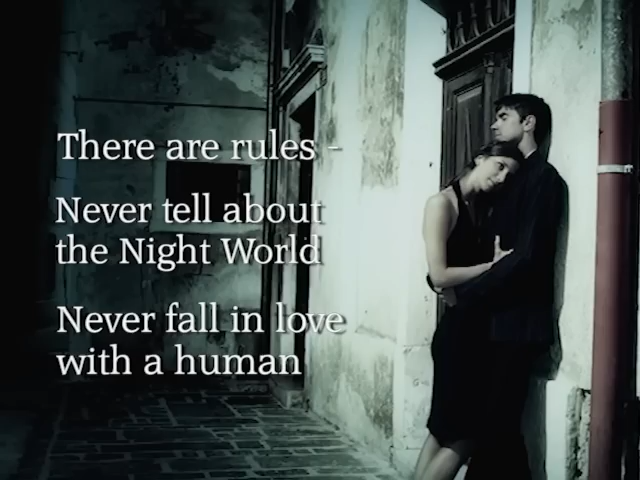 There are rules -
Never tell about
the Night World
Never fall in love
with a human